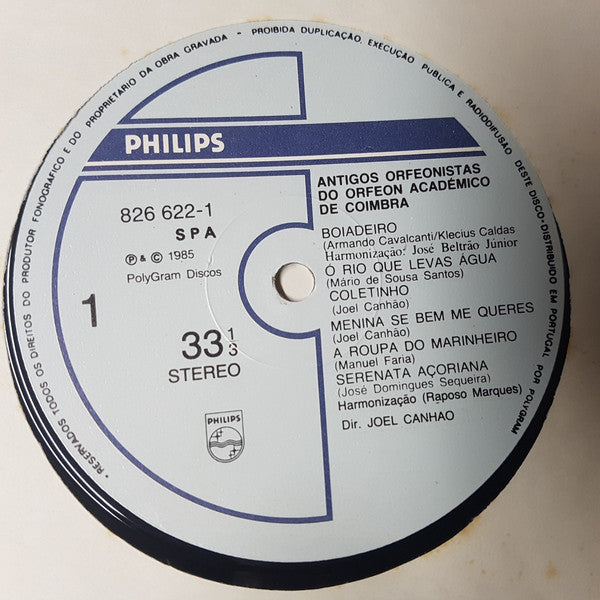 • RESERVADOS TODOS OS DIREITOS DO PRODUTOR FONOGRÁFICO E DO PROPRIETÁRIO DA OBRA GRAVADA - PROIBIDA DUPLICAÇÃO, EXECUÇÃO PUBLICA E RADIODIFUSÃO DESTE DISCO • DISTRIBUIDO EM PORTUGAL POR POLYGRAM
PHILIPS
826 622-1
SPA
℗ & © 1985
PolyGram Discos
1
33 1/3
STEREO
PHILIPS
ANTIGOS ORFEONISTAS
DO ORFEON ACADÉMICO
DE COIMBRA
BOIADEIRO
(Armando Cavalcanti/Klecius Caldas
Harmonização: José Beltrão Júnior
Ó RIO QUE LEVAS ÁGUA
(Mário de Sousa Santos)
COLETINHO
(Joel Canhão)
MENINA SE BEM ME QUERES
(Joel Canhão)
A ROUPA DO MARINHEIRO
(Manuel Faria)
SERENATA AÇORIANA
(José Domingues Sequeira)
Harmonização (Raposo Marques)
Dir. JOEL CANHAO